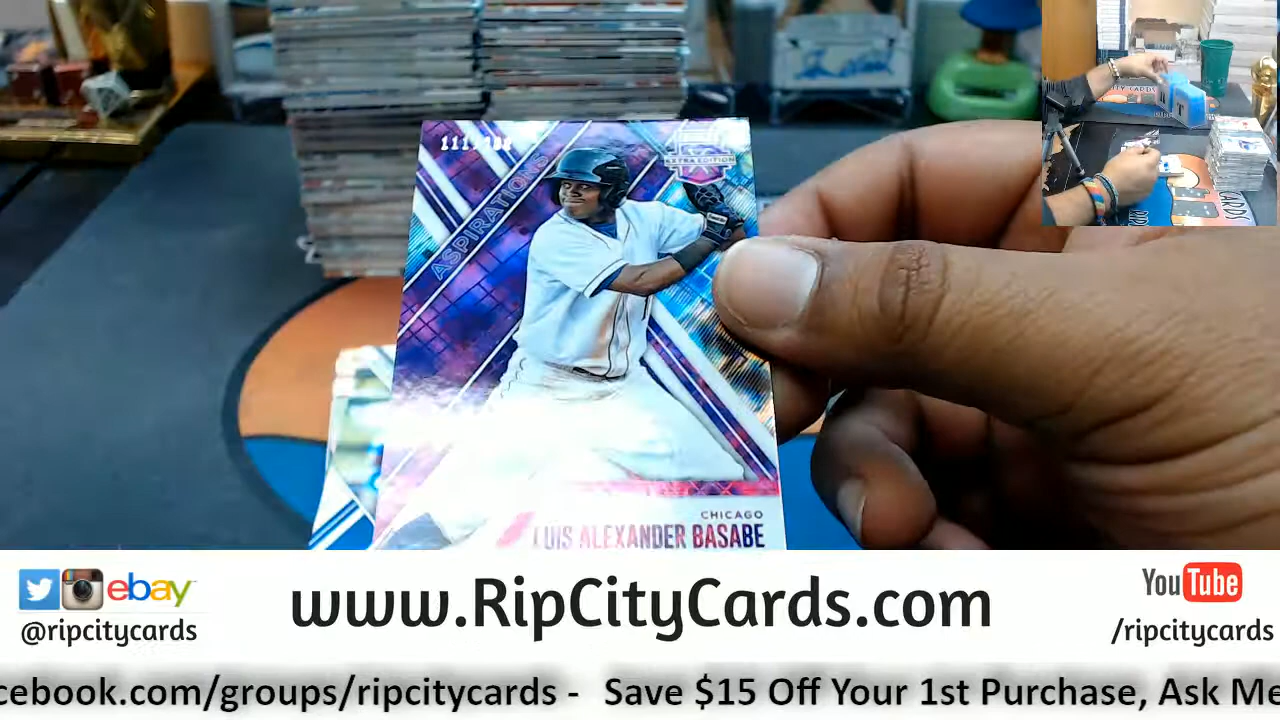 ASPIRATIONS
EXTRA EDITION
CHICAGO
LUIS ALEXANDER BASABE
ebay
@ripcitycards
www.RipCityCards.com
YouTube
/ripcitycards
cebook.com/groups/ripcitycards - Save $15 Off Your 1st Purchase, Ask Me